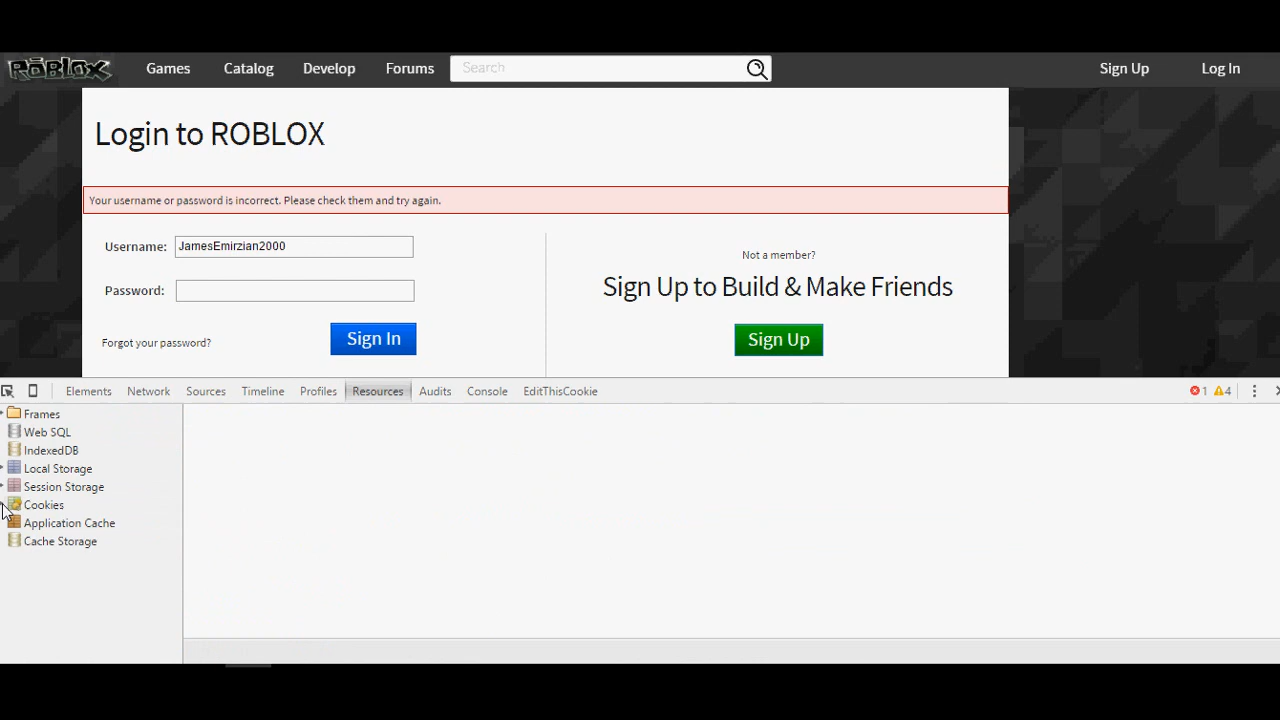 ROBLOX Games Catalog Develop Forums Search Sign Up Log In
Login to ROBLOX
Your username or password is incorrect. Please check them and try again.
Username: JamesEmirzian2000
Password:
Forgot your password? Sign In
Not a member?
Sign Up to Build & Make Friends
Sign Up
Elements Network Sources Timeline Profiles Resources Audits Console EditThisCookie 1 4
Frames
Web SQL
IndexedDB
Local Storage
Session Storage
Cookies
Application Cache
Cache Storage